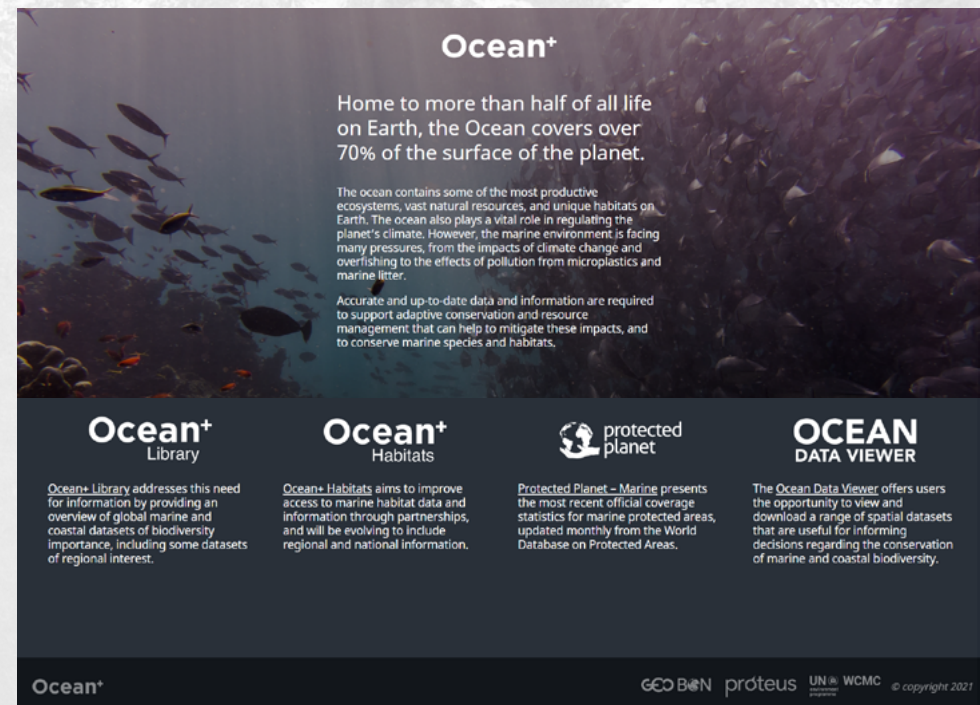 Ocean+
Home to more than half of all life
on Earth, the Ocean covers over
70% of the surface of the planet.
The ocean contains some of the most productive
ecosystems, vast natural resources, and unique habitats on
Earth. The ocean also plays a vital role in regulating the
planet's climate. However, the marine environment is facing
many pressures, from the impacts of climate change and
overfishing to the effects of pollution from microplastics and
marine litter.
Accurate and up-to-date data and information are required
to support adaptive conservation and resource
management that can help to mitigate these impacts, and
to conserve marine species and habitats.
Ocean+
Library
Ocean+ Library addresses this need
for information by providing an
overview of global marine and
coastal datasets of biodiversity
importance, including some datasets
of regional interest.
Ocean+
Habitats
Ocean+ Habitats aims to improve
access to marine habitat data and
information through partnerships,
and will be evolving to include
regional and national information.
protected
planet
Protected Planet – Marine presents
the most recent official coverage
statistics for marine protected areas,
updated monthly from the World
Database on Protected Areas.
OCEAN
DATA VIEWER
The Ocean Data Viewer offers users
the opportunity to view and
download a range of spatial datasets
that are useful for informing
decisions regarding the conservation
of marine and coastal biodiversity.
Ocean+
GEO BON proteus UN WCMC © copyright 2021
environment
programme